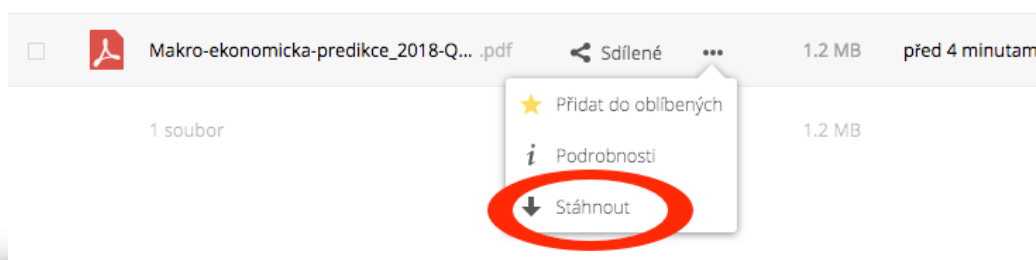 Makro-ekonomicka-predikce_2018-Q... .pdf Sdílené ••• 1.2 MB před 4 minutam
Přidat do oblíbených
1 soubor 1.2 MB
Podrobnosti
Stáhnout